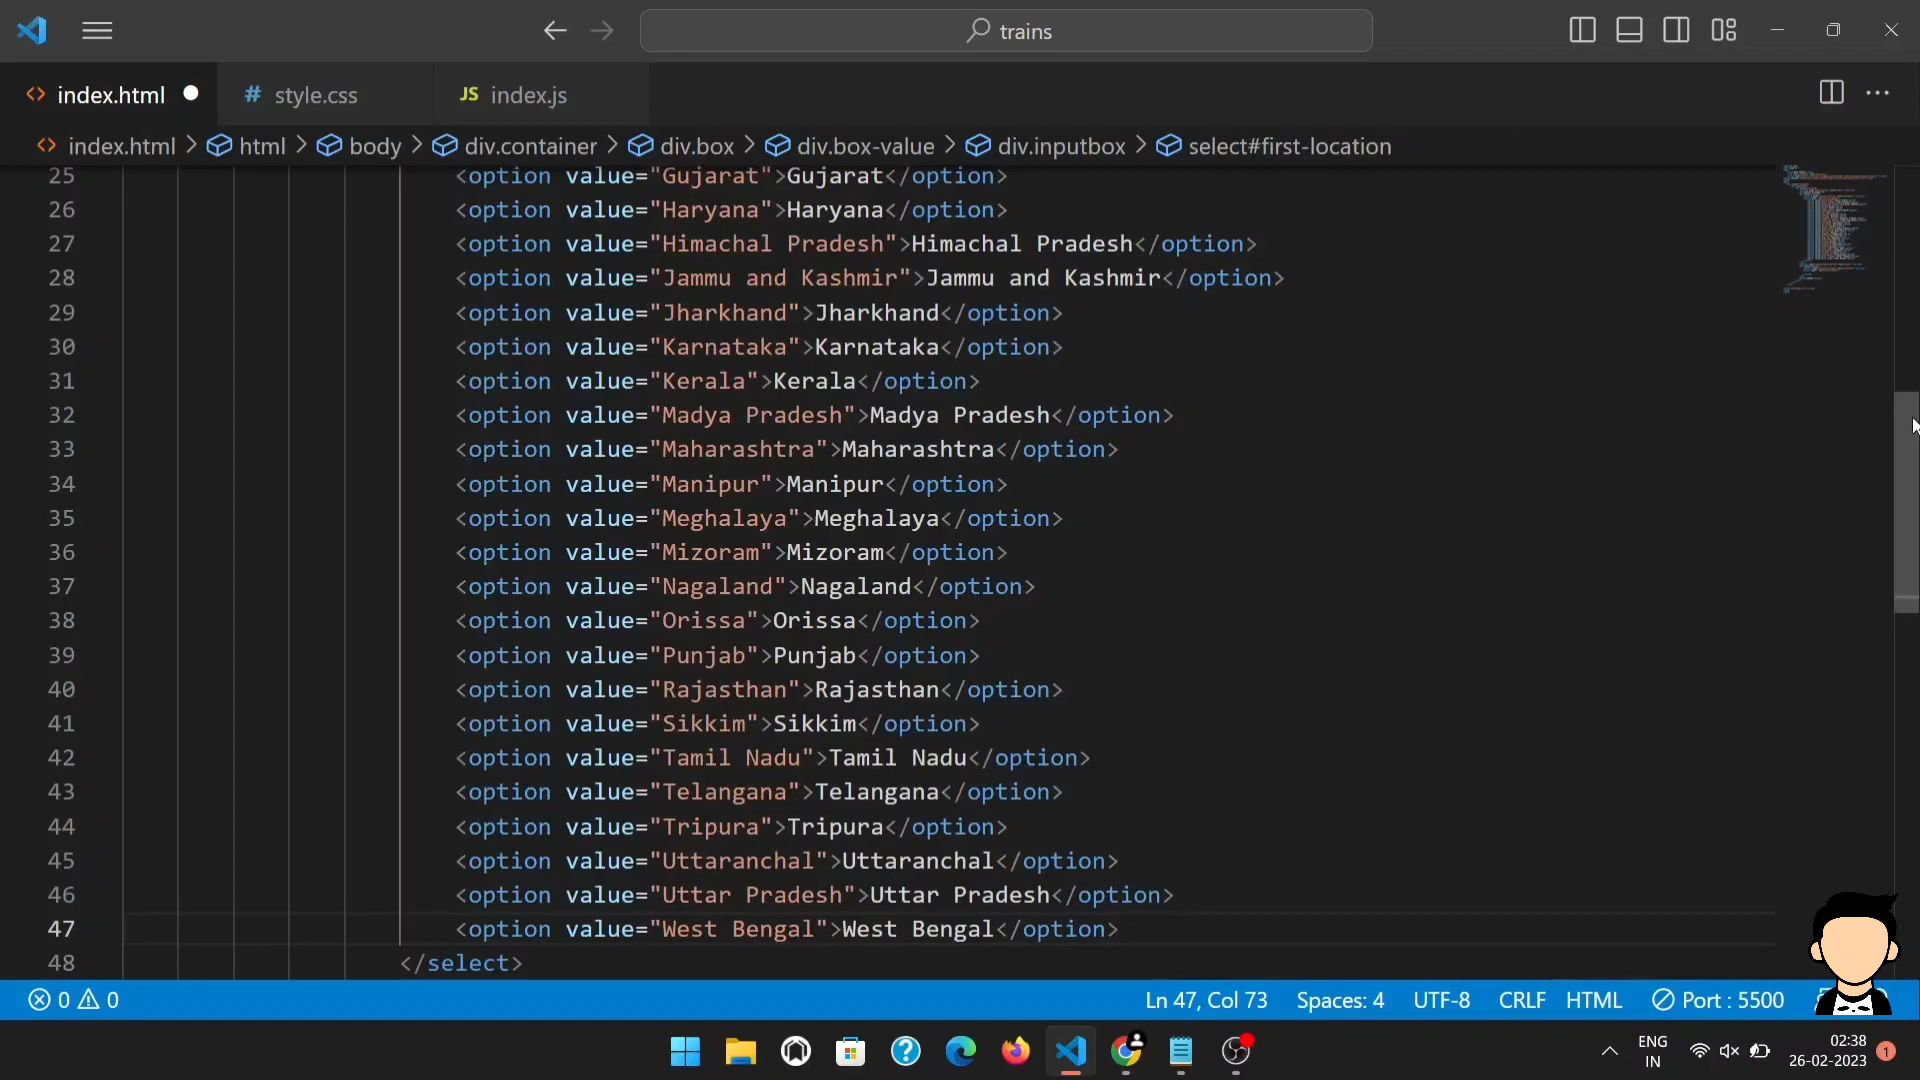 trains
index.html
# style.css
JS index.js
index.html > html > body > div.container > div.box > div.box-value > div.inputbox > select#first-location
25 <option value="Gujarat">Gujarat</option>
26 <option value="Haryana">Haryana</option>
27 <option value="Himachal Pradesh">Himachal Pradesh</option>
28 <option value="Jammu and Kashmir">Jammu and Kashmir</option>
29 <option value="Jharkhand">Jharkhand</option>
30 <option value="Karnataka">Karnataka</option>
31 <option value="Kerala">Kerala</option>
32 <option value="Madya Pradesh">Madya Pradesh</option>
33 <option value="Maharashtra">Maharashtra</option>
34 <option value="Manipur">Manipur</option>
35 <option value="Meghalaya">Meghalaya</option>
36 <option value="Mizoram">Mizoram</option>
37 <option value="Nagaland">Nagaland</option>
38 <option value="Orissa">Orissa</option>
39 <option value="Punjab">Punjab</option>
40 <option value="Rajasthan">Rajasthan</option>
41 <option value="Sikkim">Sikkim</option>
42 <option value="Tamil Nadu">Tamil Nadu</option>
43 <option value="Telangana">Telangana</option>
44 <option value="Tripura">Tripura</option>
45 <option value="Uttaranchal">Uttaranchal</option>
46 <option value="Uttar Pradesh">Uttar Pradesh</option>
47 <option value="West Bengal">West Bengal</option>
48 </select>
0 0 Ln 47, Col 73 Spaces: 4 UTF-8 CRLF HTML Port : 5500
ENG
IN
02:38
26-02-2023
1